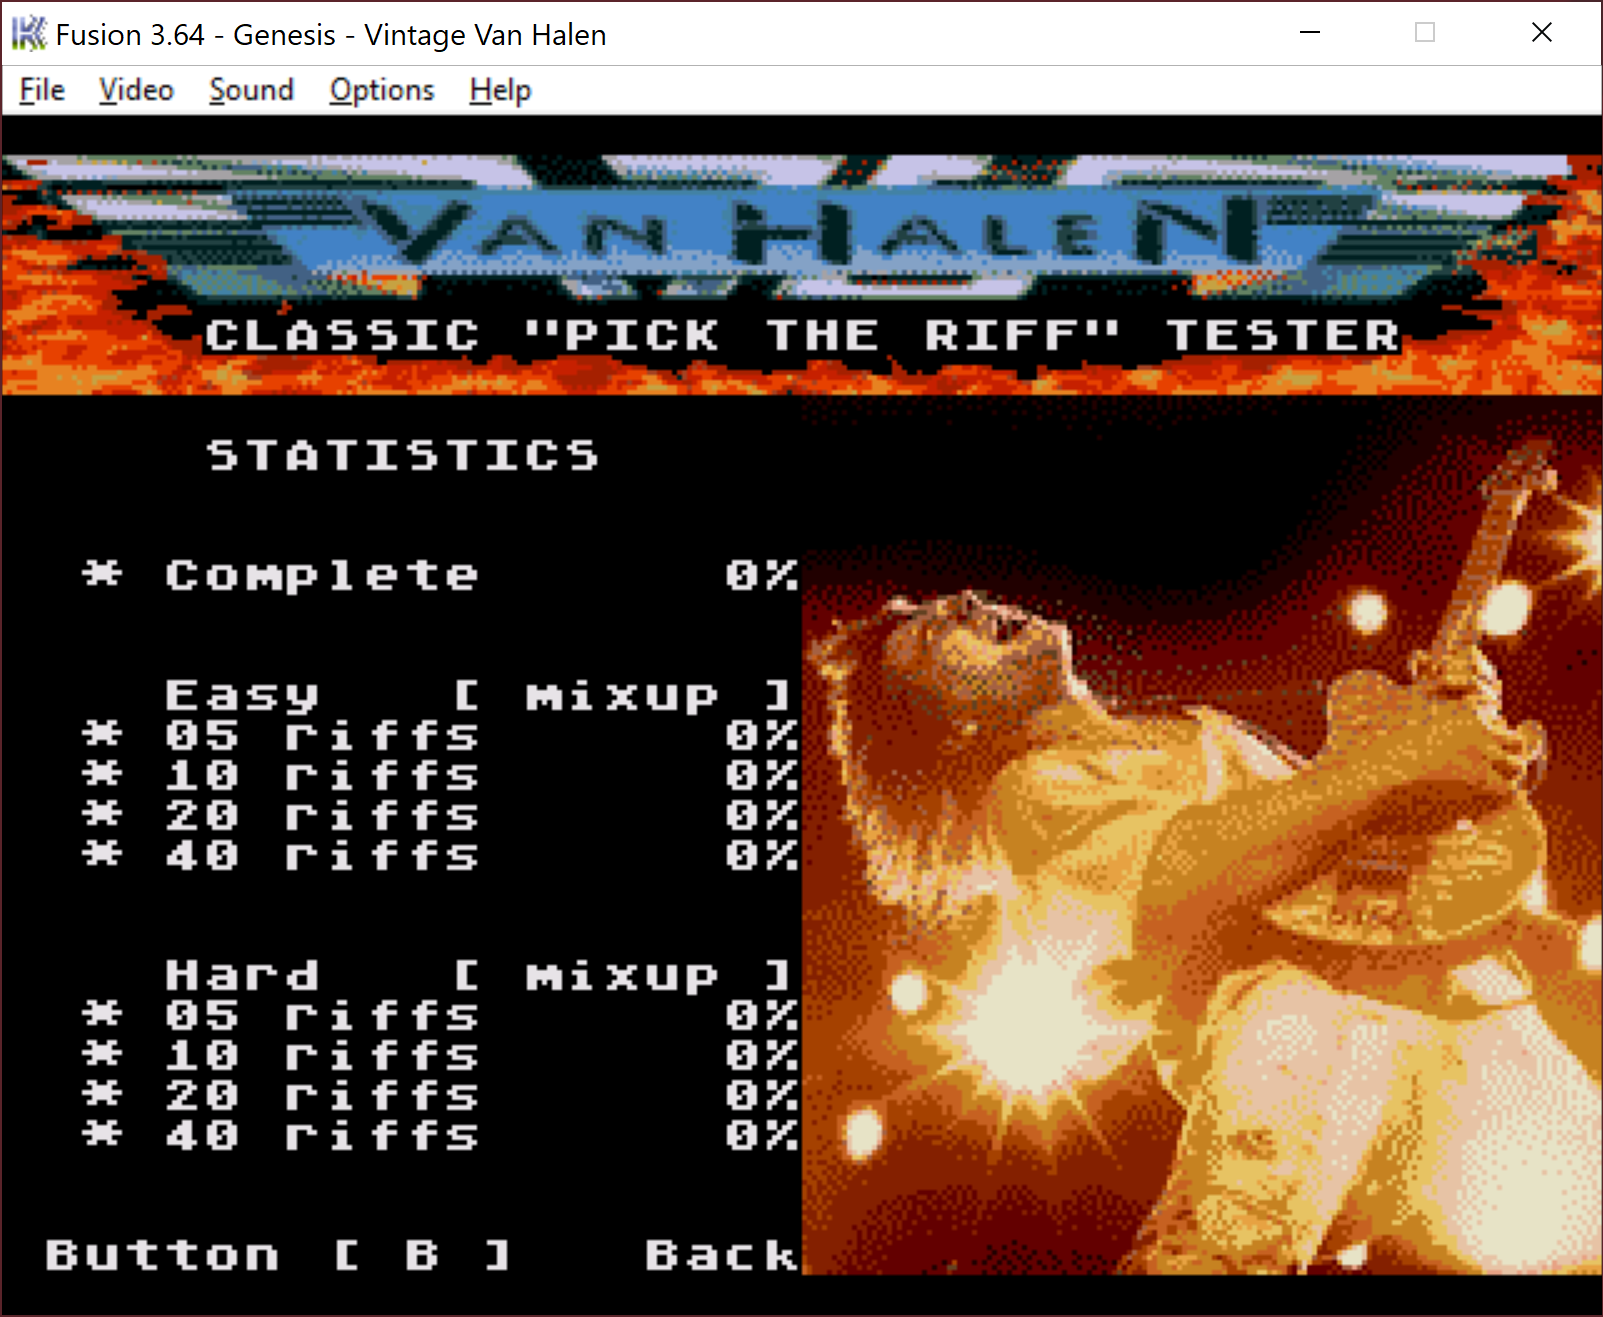 Fusion 3.64 - Genesis - Vintage Van Halen
File Video Sound Options Help
VAN HALEN
CLASSIC "PICK THE RIFF" TESTER
STATISTICS
* Complete 0%
Easy [ mixup ]
* 05 riffs 0%
* 10 riffs 0%
* 20 riffs 0%
* 40 riffs 0%
Hard [ mixup ]
* 05 riffs 0%
* 10 riffs 0%
* 20 riffs 0%
* 40 riffs 0%
Button [ B ] Back